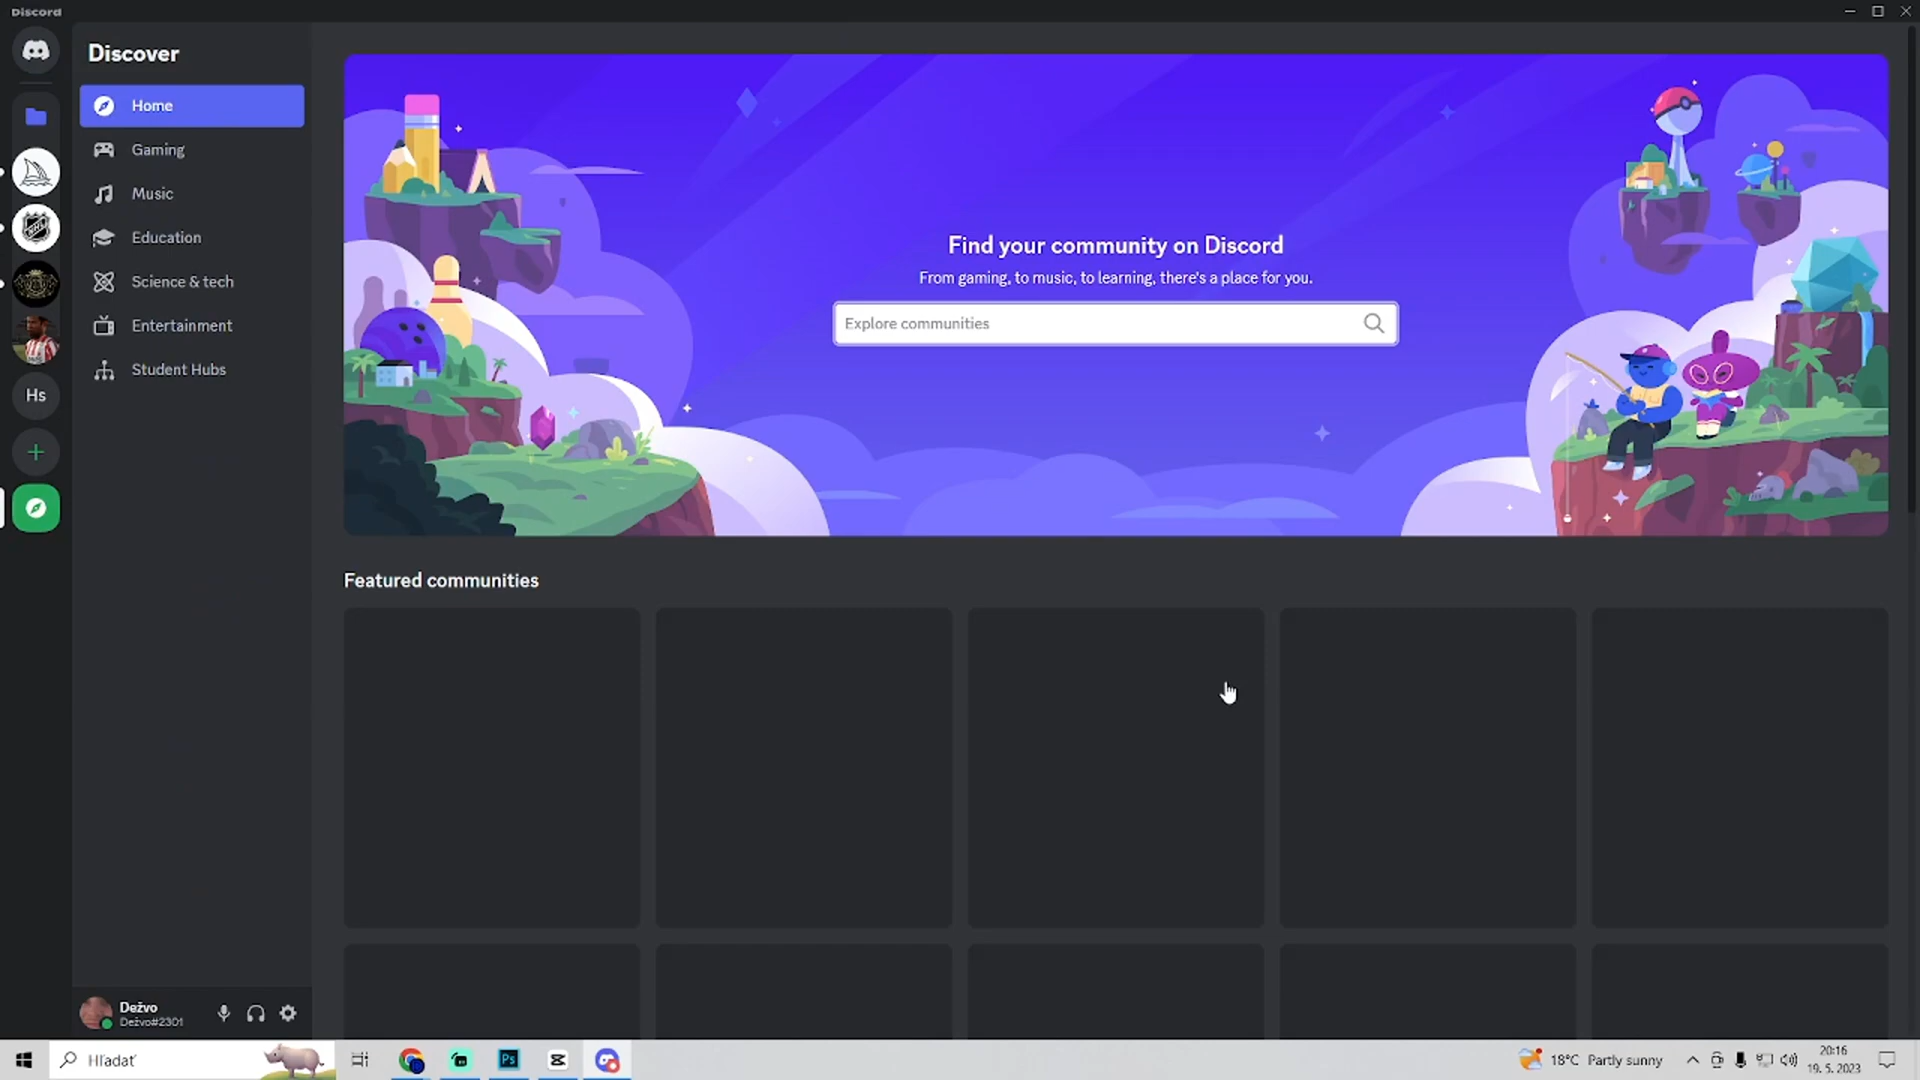 Discord
Discover
Home
Gaming
Music
Education
Science & tech
Entertainment
Student Hubs
Hs
Find your community on Discord
From gaming, to music, to learning, there's a place for you.
Explore communities
Featured communities
Dežvo
Dežvo#2301
Hľadať
Ps
18°C Partly sunny
20:16
19. 5. 2023
NHL